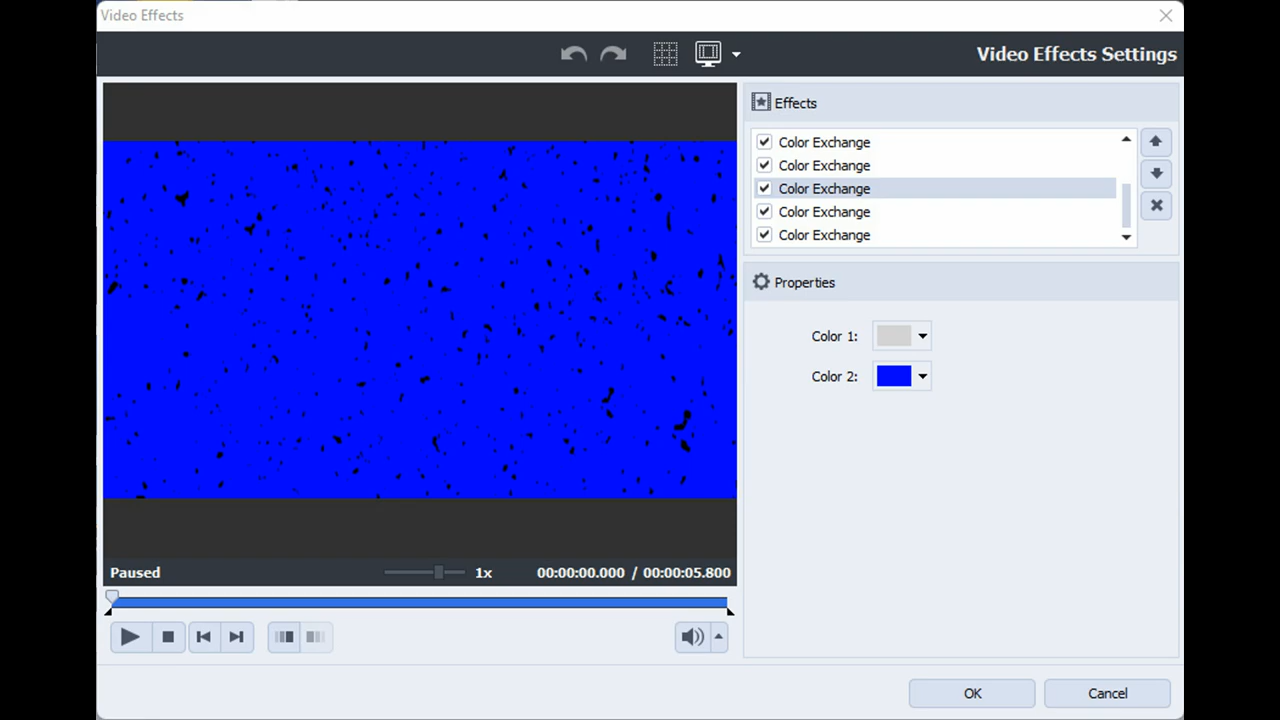 Video Effects
Video Effects Settings
Effects
Color Exchange
Color Exchange
Color Exchange
Color Exchange
Color Exchange
Properties
Color 1:
Color 2:
Paused
1x
00:00:00.000 / 00:00:05.800
OK
Cancel